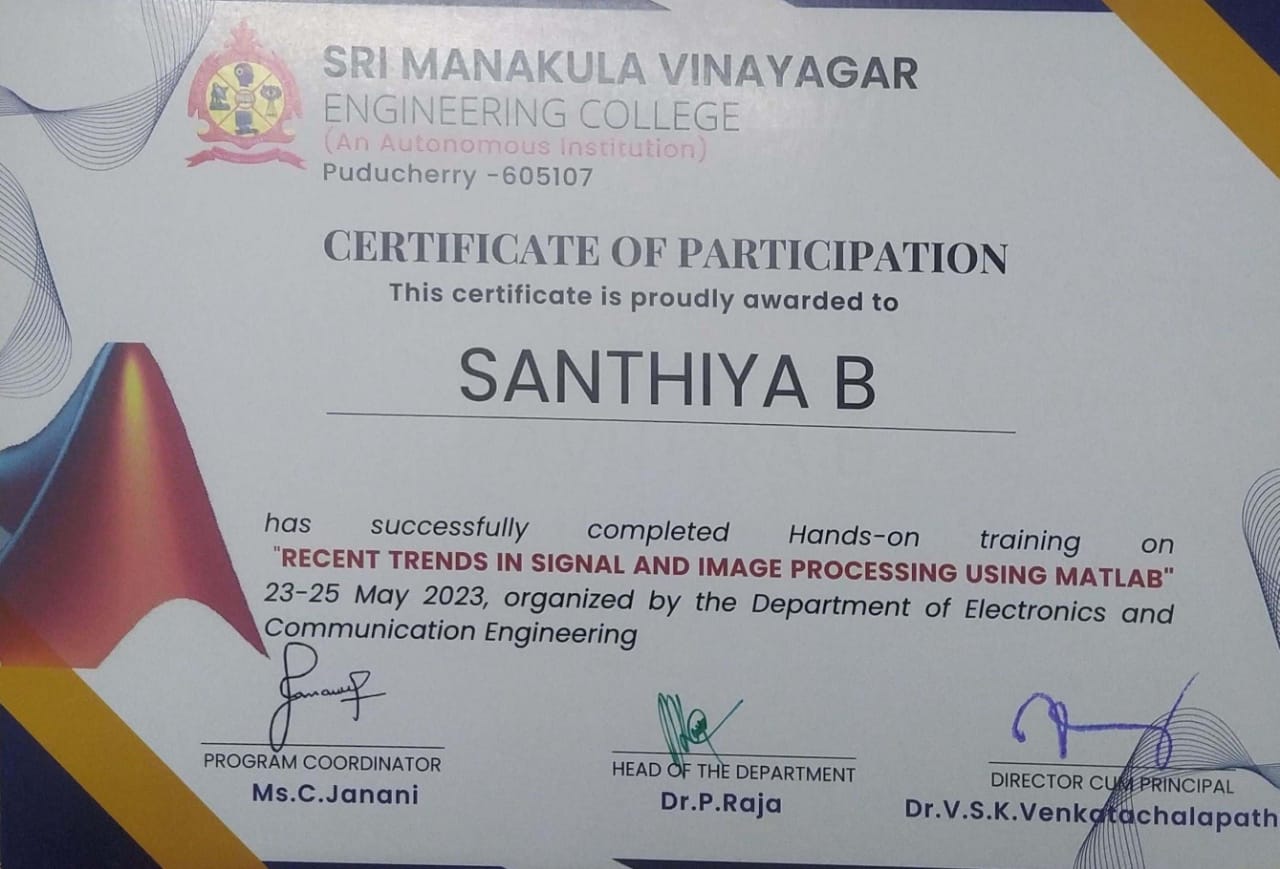 SRI MANAKULA VINAYAGAR
ENGINEERING COLLEGE
(An Autonomous Institution)
Puducherry -605107
CERTIFICATE OF PARTICIPATION
This certificate is proudly awarded to
SANTHIYA B
has successfully completed Hands-on training on
"RECENT TRENDS IN SIGNAL AND IMAGE PROCESSING USING MATLAB"
23-25 May 2023, organized by the Department of Electronics and
Communication Engineering
PROGRAM COORDINATOR
Ms.C.Janani
HEAD OF THE DEPARTMENT
Dr.P.Raja
DIRECTOR CUM PRINCIPAL
Dr.V.S.K.Venkatachalapath